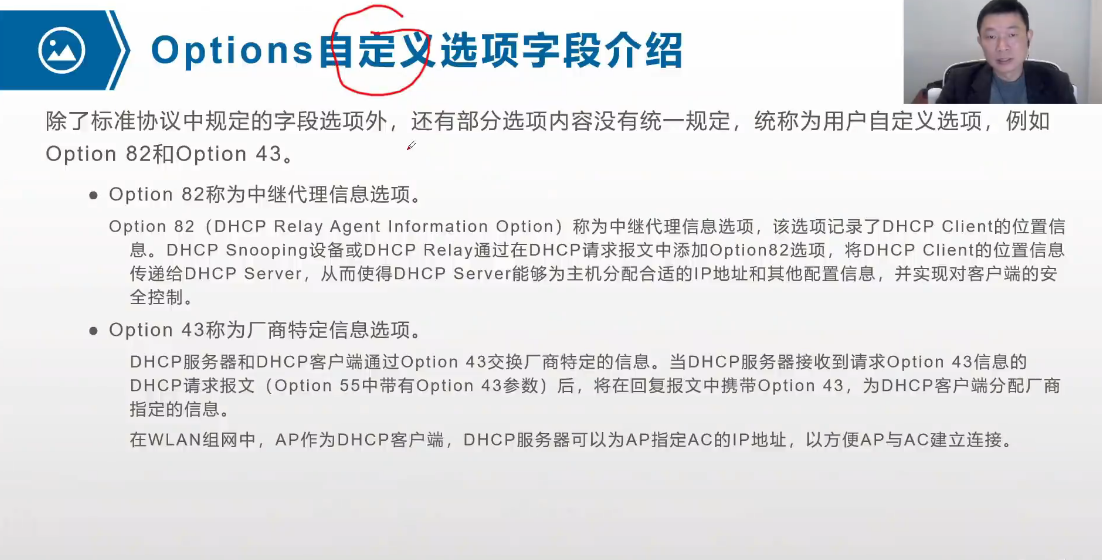 Options自定义选项字段介绍
除了标准协议中规定的字段选项外，还有部分选项内容没有统一规定，统称为用户自定义选项，例如
Option 82和Option 43。
● Option 82称为中继代理信息选项。
Option 82（DHCP Relay Agent Information Option）称为中继代理信息选项，该选项记录了DHCP Client的位置信
息。DHCP Snooping设备或DHCP Relay通过在DHCP请求报文中添加Option82选项，将DHCP Client的位置信息
传递给DHCP Server，从而使得DHCP Server能够为主机分配合适的IP地址和其他配置信息，并实现对客户端的安
全控制。
● Option 43称为厂商特定信息选项。
DHCP服务器和DHCP客户端通过Option 43交换厂商特定的信息。当DHCP服务器接收到请求Option 43信息的
DHCP请求报文（Option 55中带有Option 43参数）后，将在回复报文中携带Option 43，为DHCP客户端分配厂商
指定的信息。
在WLAN组网中，AP作为DHCP客户端，DHCP服务器可以为AP指定AC的IP地址，以方便AP与AC建立连接。